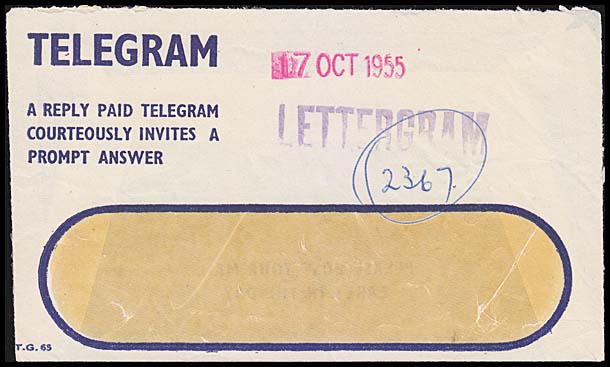 TELEGRAM
17 OCT 1955
A REPLY PAID TELEGRAM
COURTEOUSLY INVITES A
PROMPT ANSWER
LETTERGRAM
2367.
T.G. 65